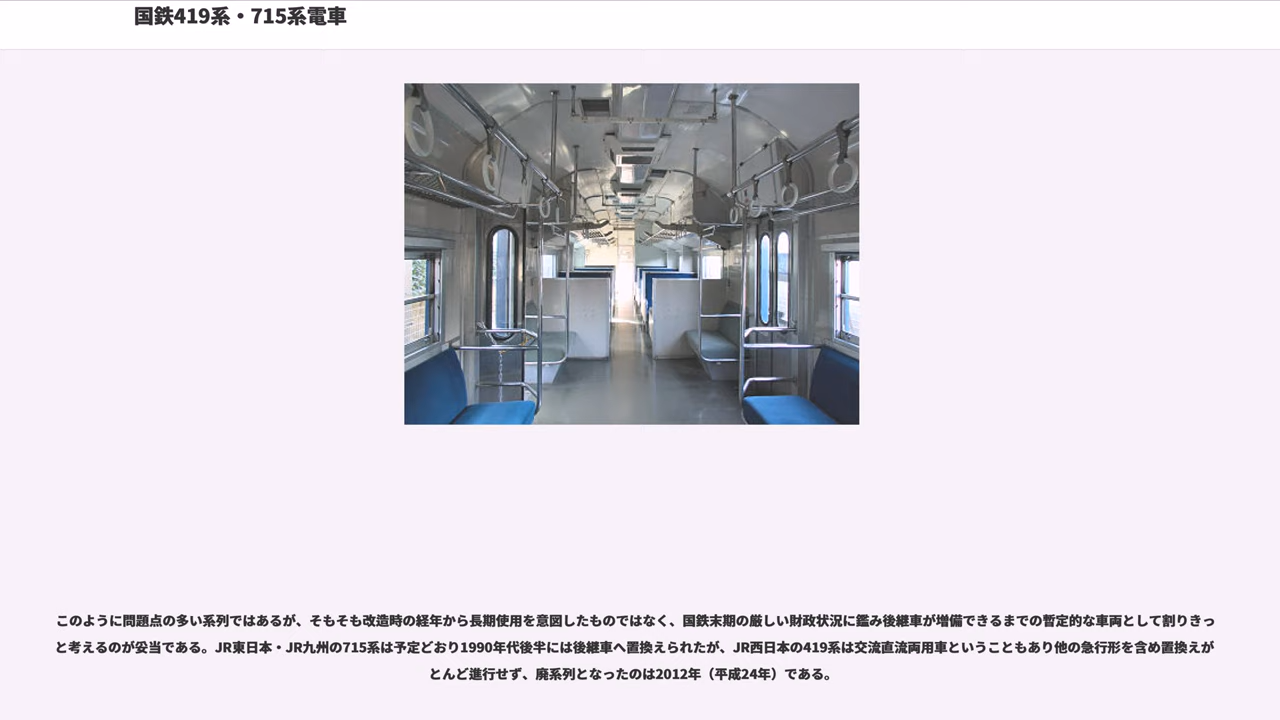 国鉄419系・715系電車
このように問題点の多い系列ではあるが、そもそも改造時の経年から長期使用を意図したものではなく、国鉄末期の厳しい財政状況に鑑み後継車が増備できるまでの暫定的な車両として割りきっ
と考えるのが妥当である。JR東日本・JR九州の715系は予定どおり1990年代後半には後継車へ置換えられたが、JR西日本の419系は交流直流両用車ということもあり他の急行形を含め置換えが
とんど進行せず、廃系列となったのは2012年（平成24年）である。